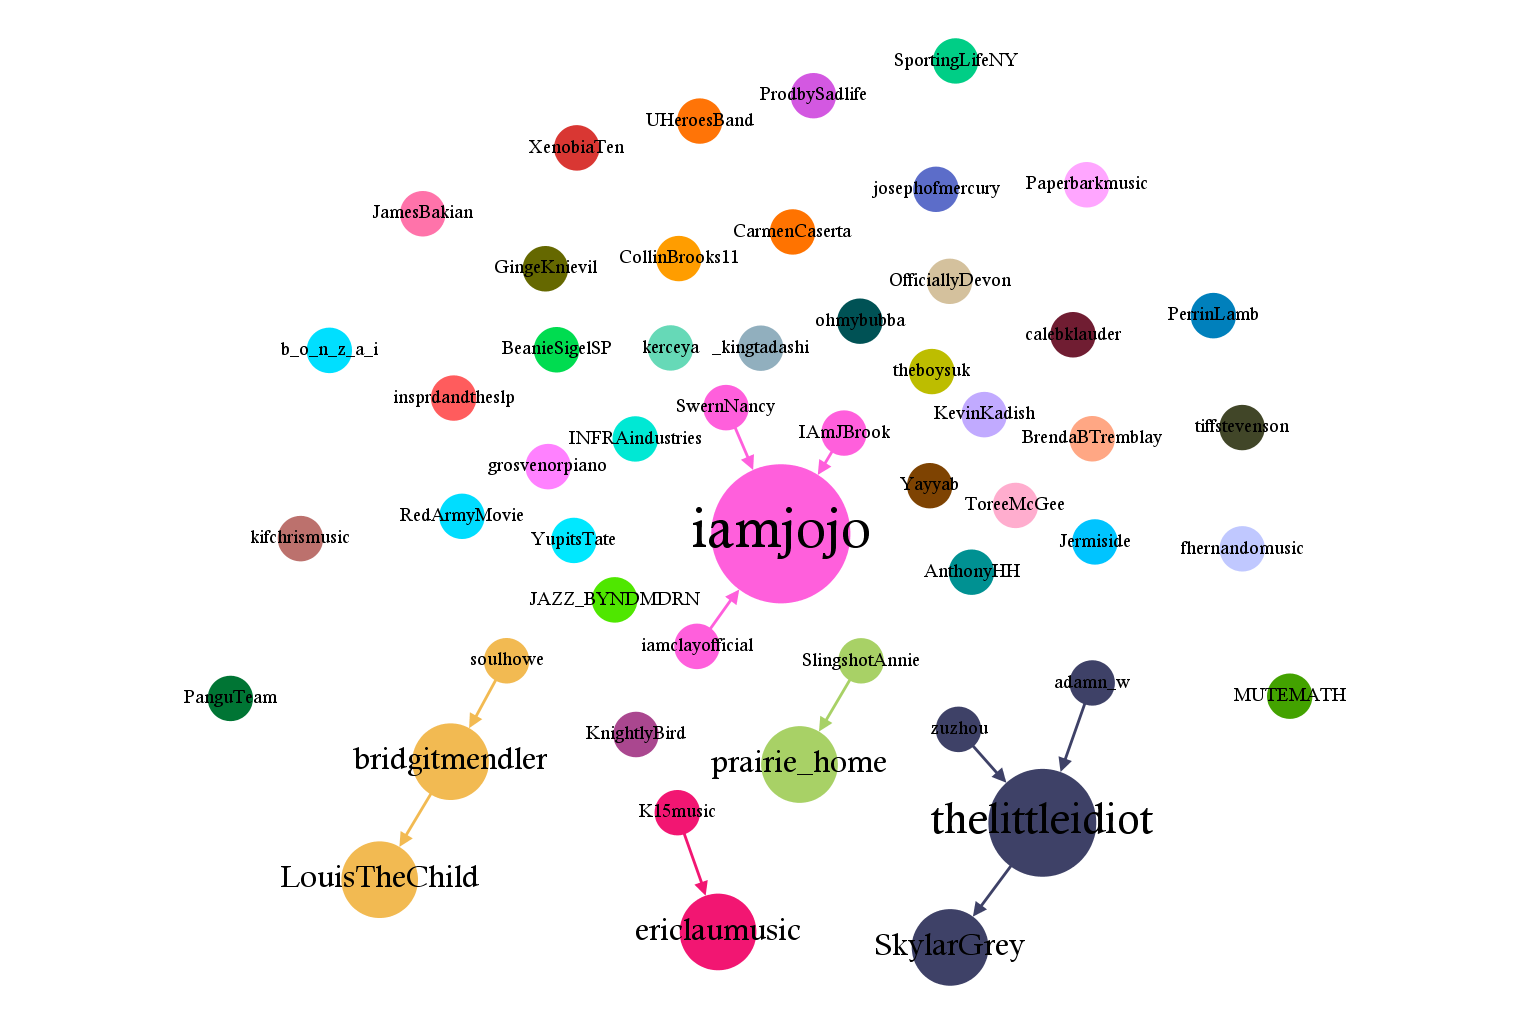 SportingLifeNY
ProdbySadlife
UHeroesBand
XenobiaTen
josephofmercury
Paperbarkmusic
JamesBakian
CarmenCaserta
CollinBrooks11
GingeKnievil
OfficiallyDevon
PerrinLamb
ohmybubba
calebklauder
b_o_n_z_a_i
BeanieSigelSP
kerceya
_kingtadashi
theboysuk
insprdandtheslp
SwernNancy
KevinKadish
tiffstevenson
IAmJBrook
INFRAindustries
BrendaBTremblay
grosvenorpiano
Yayyab
ToreeMcGee
RedArmyMovie
iamjojo
kifchrismusic
YupitsTate
Jermiside
fhernandomusic
AnthonyHH
JAZZ_BYNDMDRN
iamclayofficial
soulhowe
SlingshotAnnie
adamn_w
PanguTeam
MUTEMATH
zuzhou
KnightlyBird
bridgitmendler
prairie_home
K15music
thelittleidiot
LouisTheChild
ericlaumusic
SkylarGrey